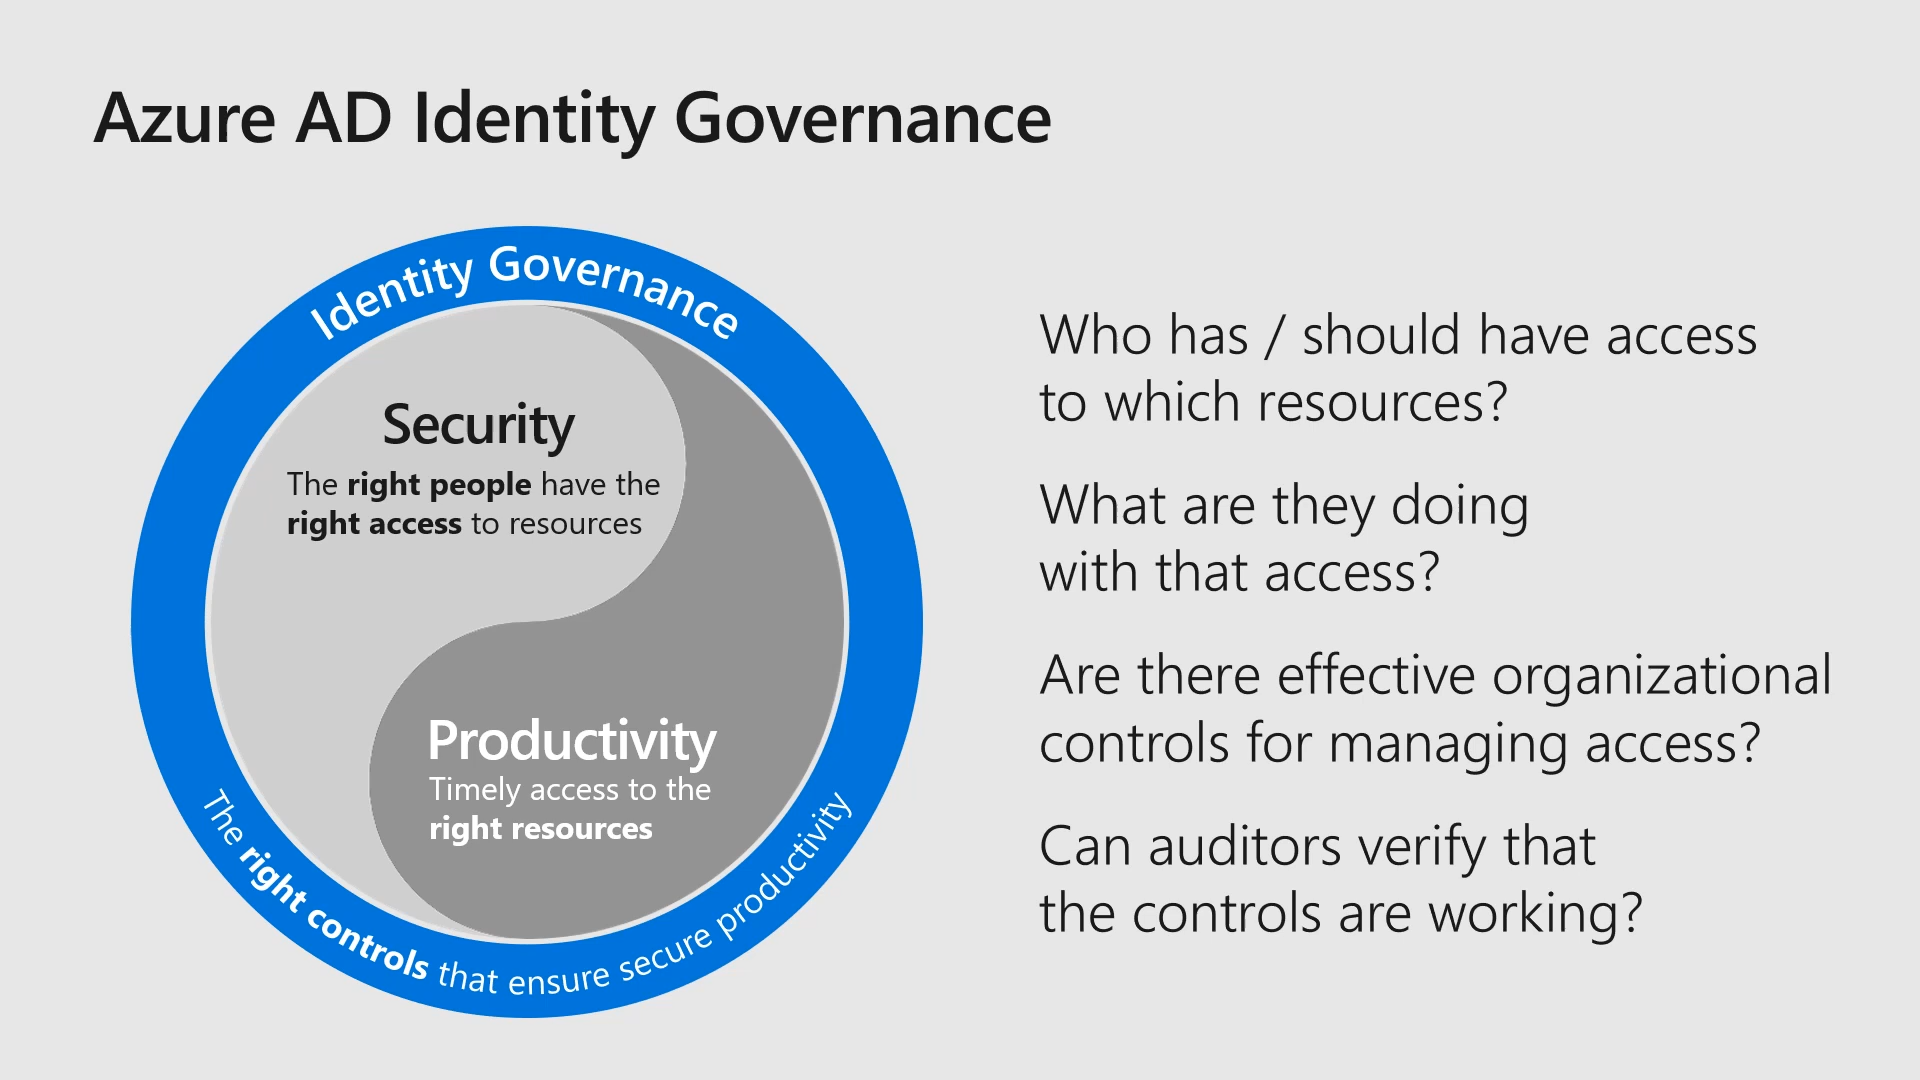 Azure AD Identity Governance
Identity Governance
Security
The right people have the
right access to resources
Productivity
Timely access to the
right resources
The right controls that ensure secure productivity
Who has / should have access
to which resources?
What are they doing
with that access?
Are there effective organizational
controls for managing access?
Can auditors verify that
the controls are working?